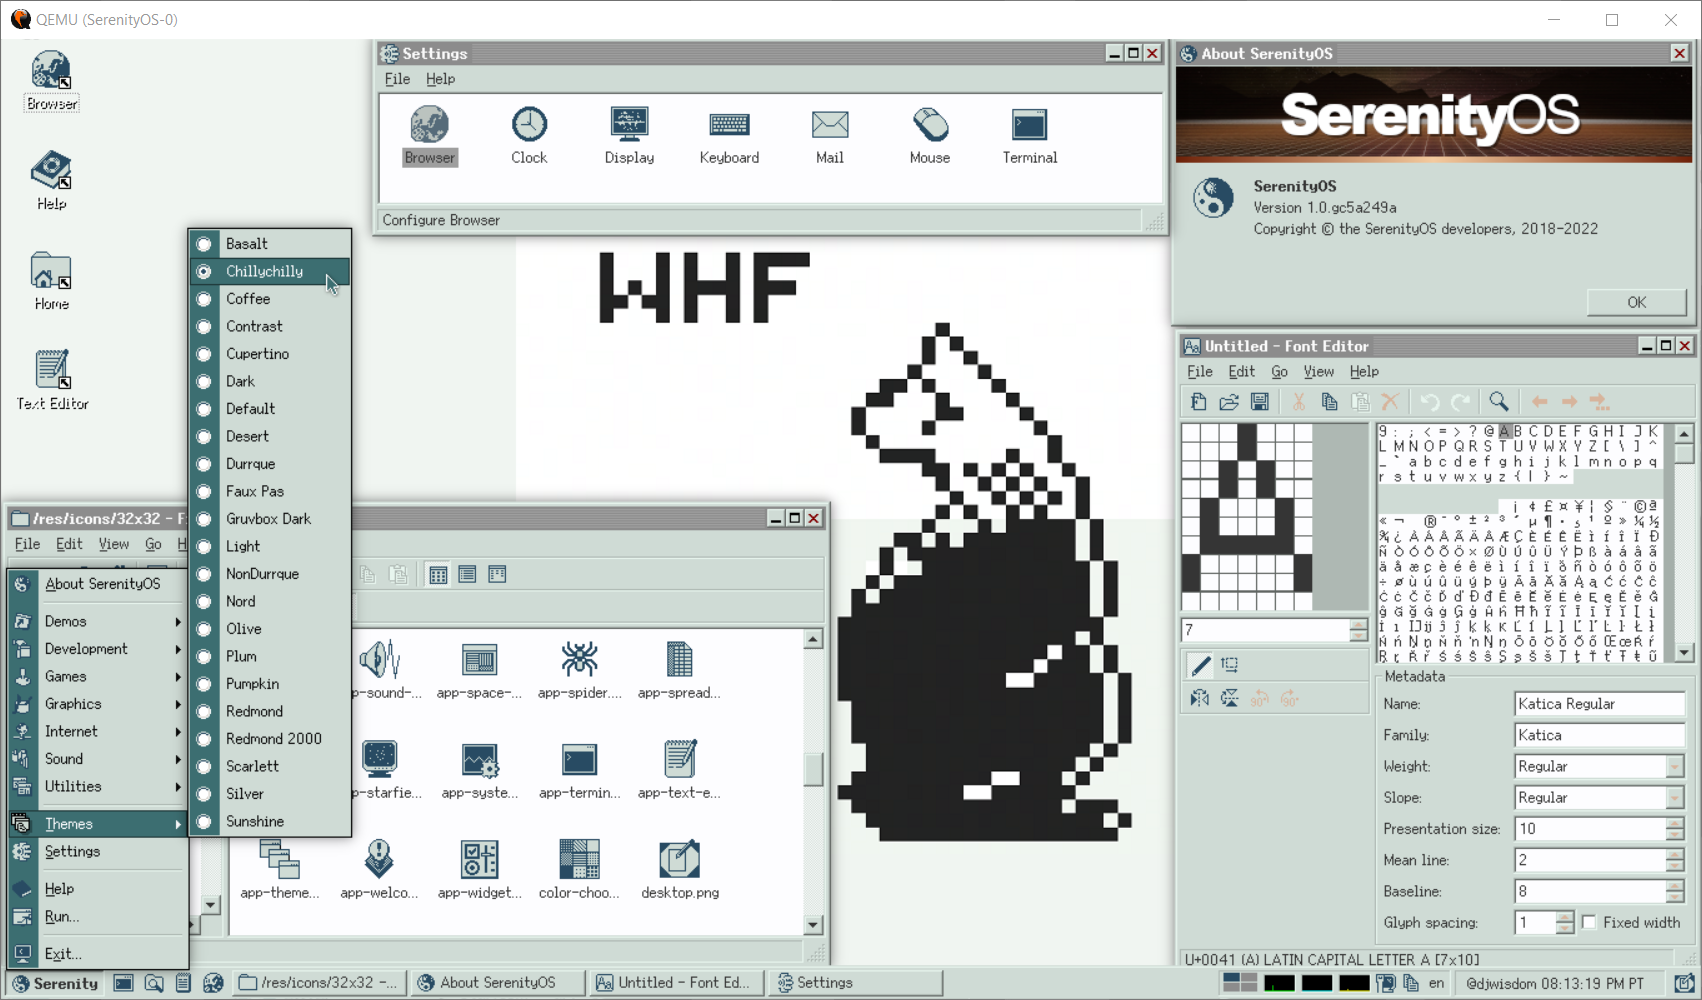 QEMU (SerenityOS-0)
Browser
Help
Home
Text Editor
Settings
File Help
Browser Clock Display Keyboard Mail Mouse Terminal
Configure Browser
About SerenityOS
SerenityOS
SerenityOS
Version 1.0.gc5a249a
Copyright © the SerenityOS developers, 2018-2022
OK
WHF
Basalt
Chillychilly
Coffee
Contrast
Cupertino
Dark
Default
Desert
Durrque
Faux Pas
Gruvbox Dark
Light
NonDurrque
Nord
Olive
Plum
Pumpkin
Redmond
Redmond 2000
Scarlett
Silver
Sunshine
/res/icons/32x32 - F
File Edit View Go H
About SerenityOS
Demos
Development
Games
Graphics
Internet
Sound
Utilities
Themes
Settings
Help
Run...
Exit...
p-sound-... app-space-... app-spider.... app-spread...
p-starfie... app-syste... app-termin... app-text-e...
app-theme... app-welco... app-widget... color-choo... desktop.png
Untitled - Font Editor
File Edit Go View Help
9 : ; < = > ? @ A B C D E F G H I J K
L M N O P Q R S T U V W X Y Z [ \ ] ^
_ ` a b c d e f g h i j k l m n o p q
r s t u v w x y z { | } ~
7
Metadata
Name: Katica Regular
Family: Katica
Weight: Regular
Slope: Regular
Presentation size: 10
Mean line: 2
Baseline: 8
Glyph spacing: 1 Fixed width
U+0041 (A) LATIN CAPITAL LETTER A [7x10]
Serenity /res/icons/32x32 -... About SerenityOS Untitled - Font Ed... Settings en @djwisdom 08:13:19 PM PT